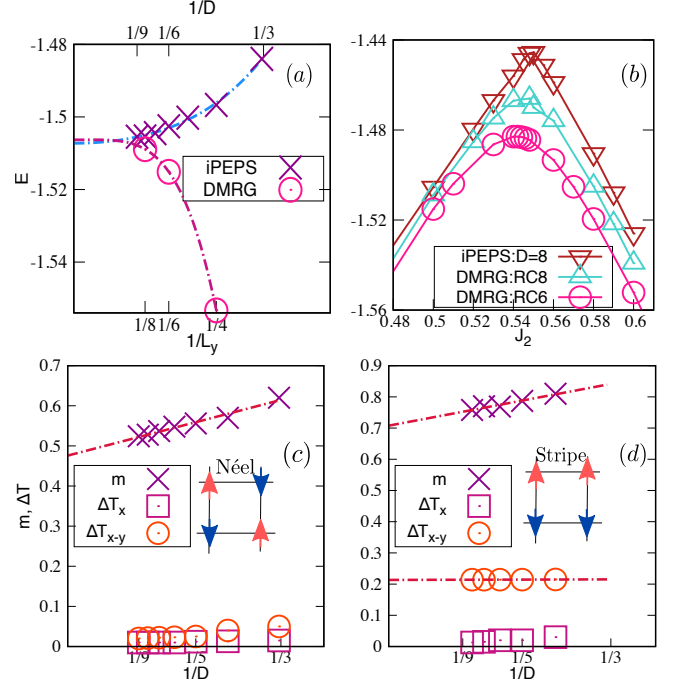 1/D
1/9 1/6 1/3
-1.48
-1.5
-1.52
-1.54
E
(a)
iPEPS
DMRG
1/8 1/6 1/4
1/L_y
-1.44
-1.48
-1.52
-1.56
(b)
iPEPS:D=8
DMRG:RC8
DMRG:RC6
0.48 0.5 0.52 0.54 0.56 0.58 0.6
J_2
0.7
0.6
0.5
0.4
0.3
0.2
0.1
0
m, ΔT
(c)
Néel
m
ΔT_x
ΔT_x-y
1/9 1/5 1/3
1/D
0.9
0.8
0.7
0.6
0.5
0.4
0.3
0.2
0.1
0
(d)
Stripe
m
ΔT_x
ΔT_x-y
1/9 1/5 1/3
1/D